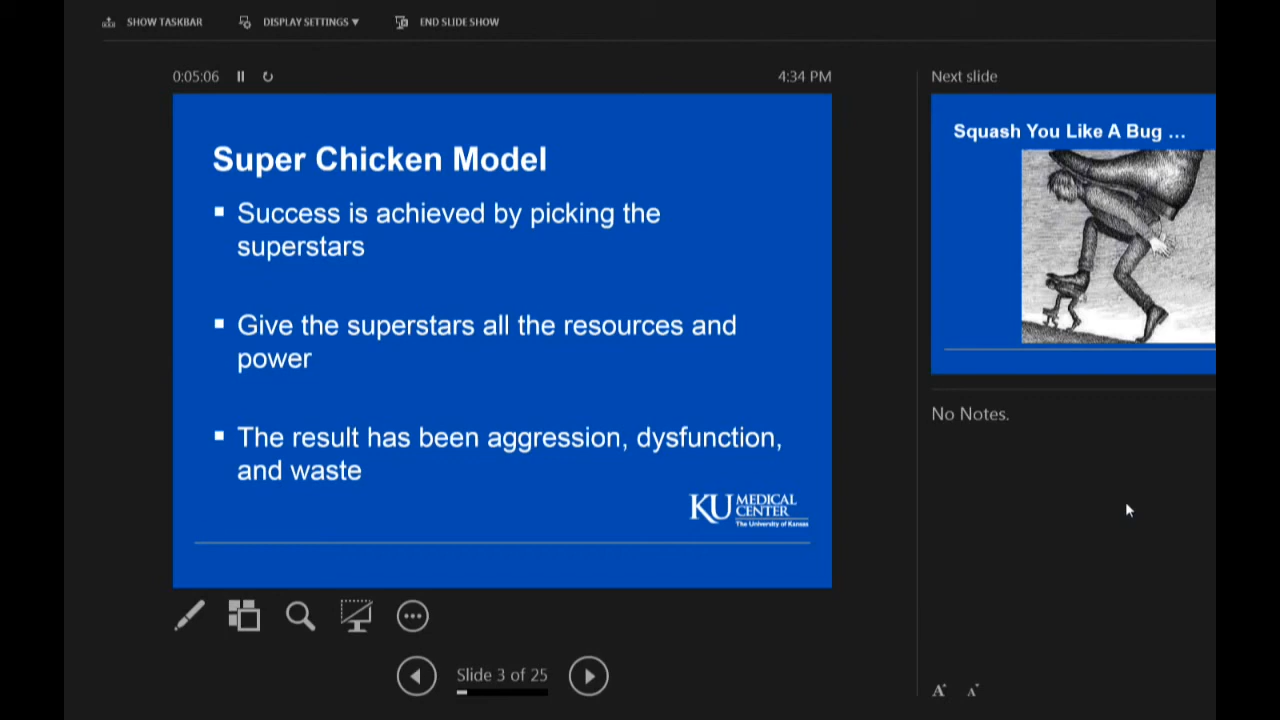 SHOW TASKBAR
DISPLAY SETTINGS ▼
END SLIDE SHOW
0:05:06
4:34 PM
Super Chicken Model
▪ Success is achieved by picking the
superstars
▪ Give the superstars all the resources and
power
▪ The result has been aggression, dysfunction,
and waste
KU MEDICAL
CENTER
The University of Kansas
Slide 3 of 25
Next slide
Squash You Like A Bug ...
No Notes.
A A